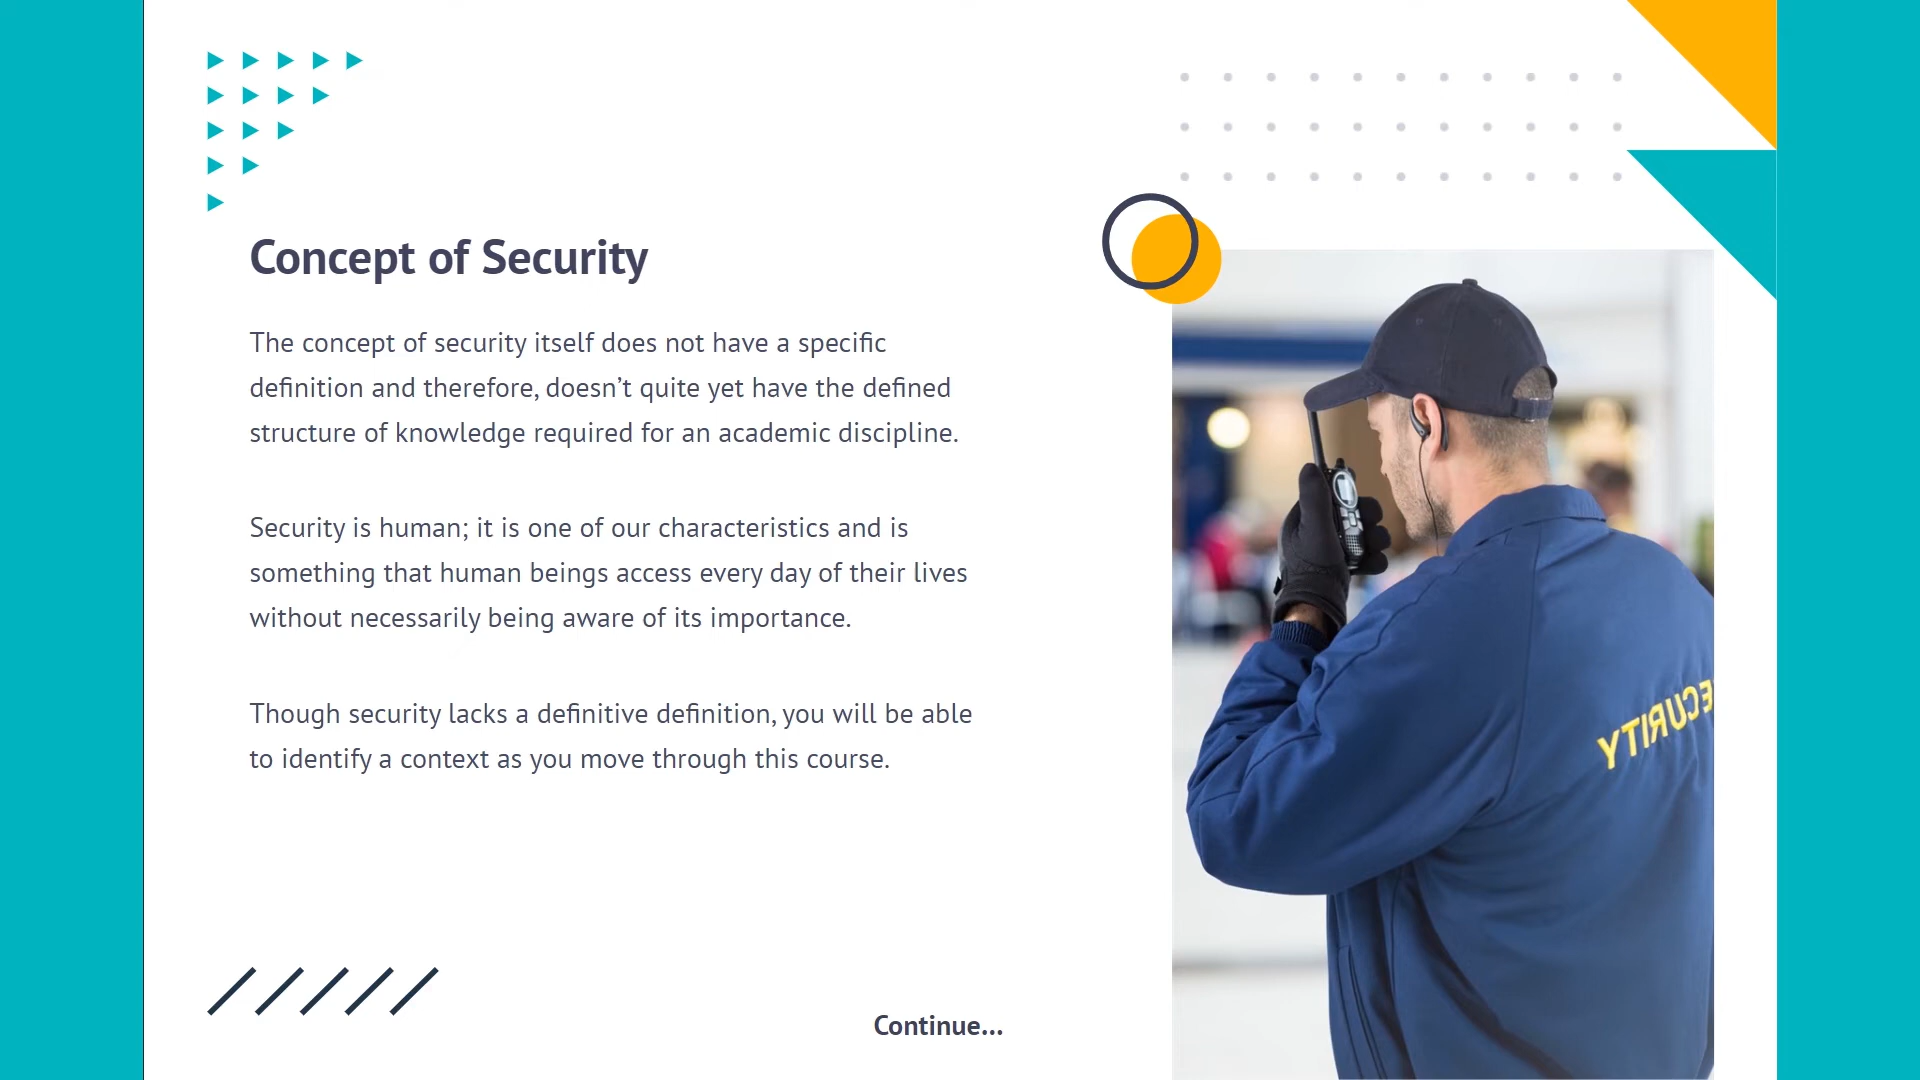 Concept of Security
The concept of security itself does not have a specific
definition and therefore, doesn’t quite yet have the defined
structure of knowledge required for an academic discipline.
Security is human; it is one of our characteristics and is
something that human beings access every day of their lives
without necessarily being aware of its importance.
Though security lacks a definitive definition, you will be able
to identify a context as you move through this course.
ECURITY
Continue...